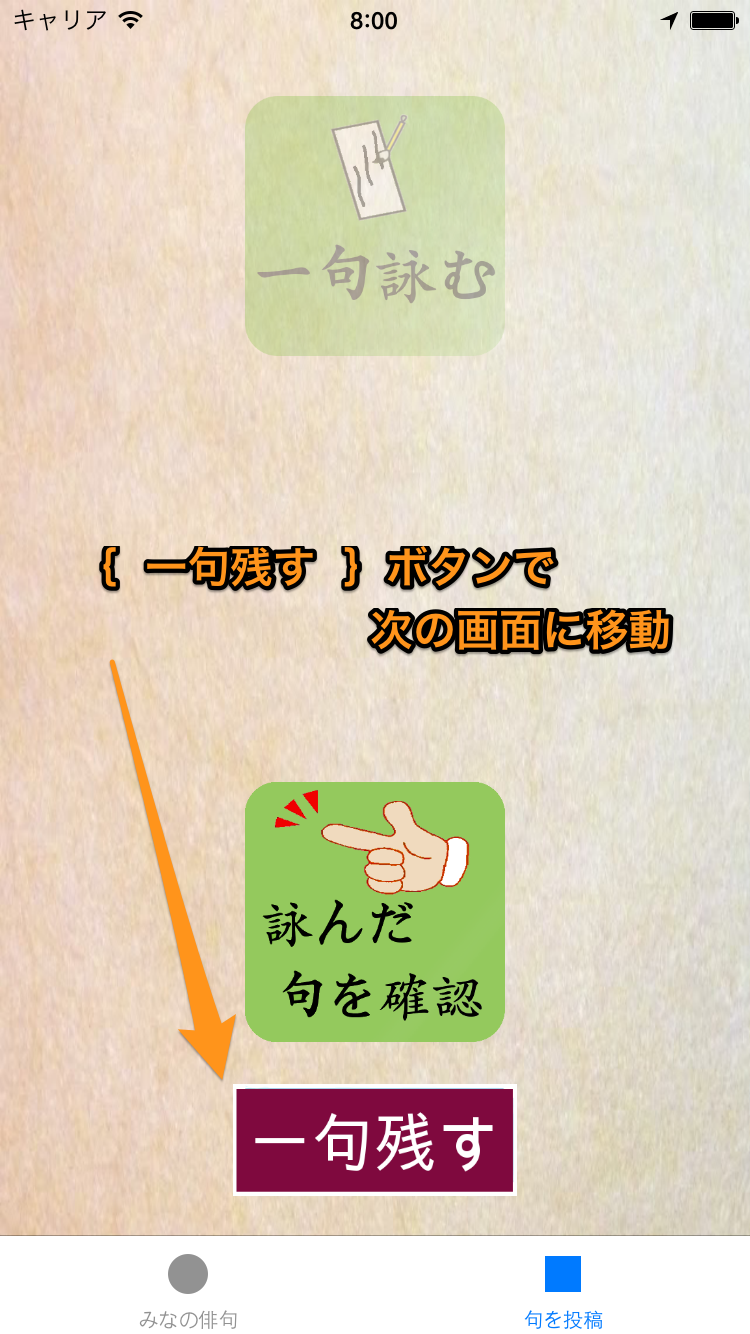 キャリア 8:00
一句詠む
{ 一句残す } ボタンで
次の画面に移動
詠んだ
句を確認
一句残す
みなの俳句 句を投稿